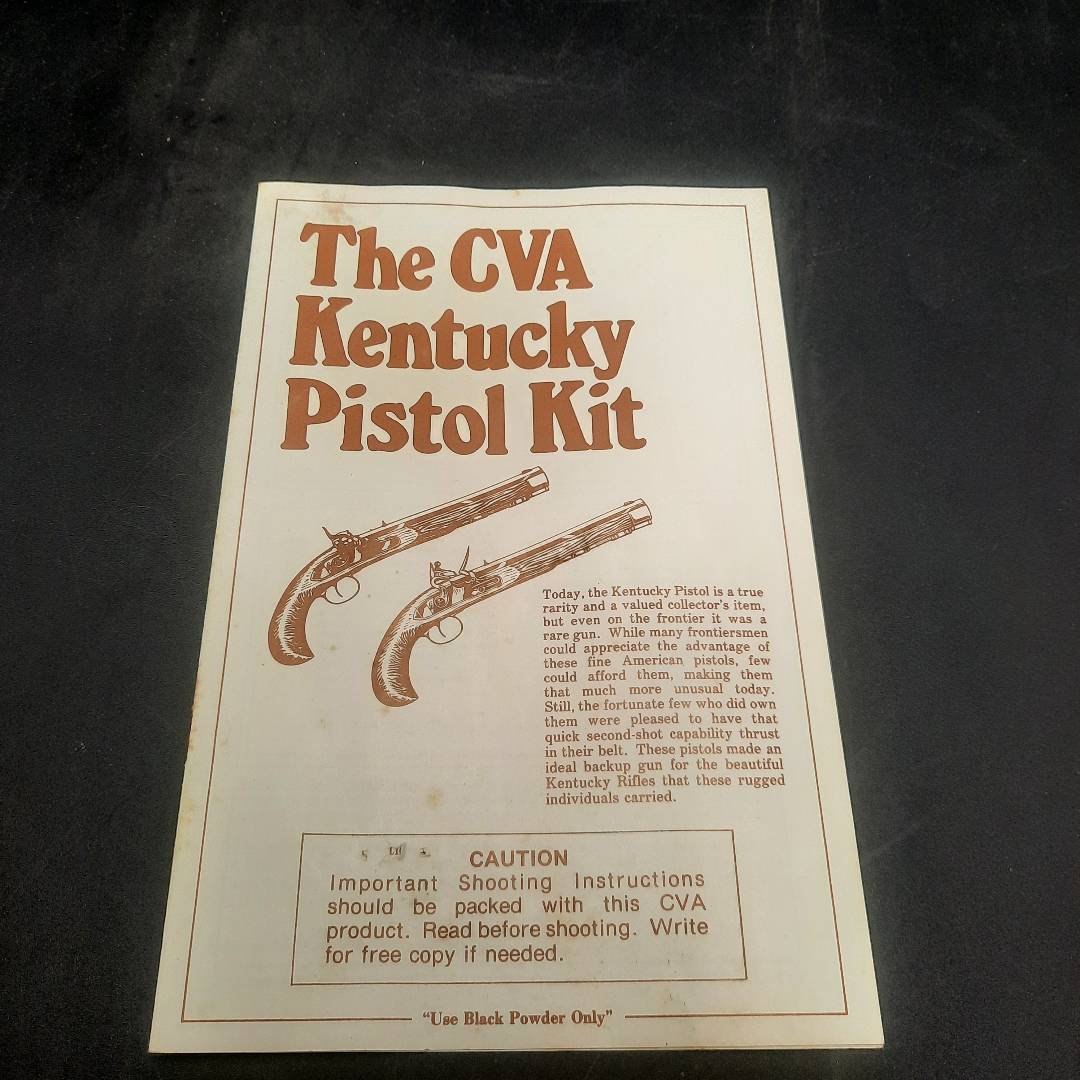 The CVA
Kentucky
Pistol Kit
Today, the Kentucky Pistol is a true
rarity and a valued collector's item,
but even on the frontier it was a
rare gun. While many frontiersmen
could appreciate the advantage of
these fine American pistols, few
could afford them, making them
that much more unusual today.
Still, the fortunate few who did own
them were pleased to have that
quick second-shot capability thrust
in their belt. These pistols made an
ideal backup gun for the beautiful
Kentucky Rifles that these rugged
individuals carried.
CAUTION
Important Shooting Instructions
should be packed with this CVA
product. Read before shooting. Write
for free copy if needed.
"Use Black Powder Only"